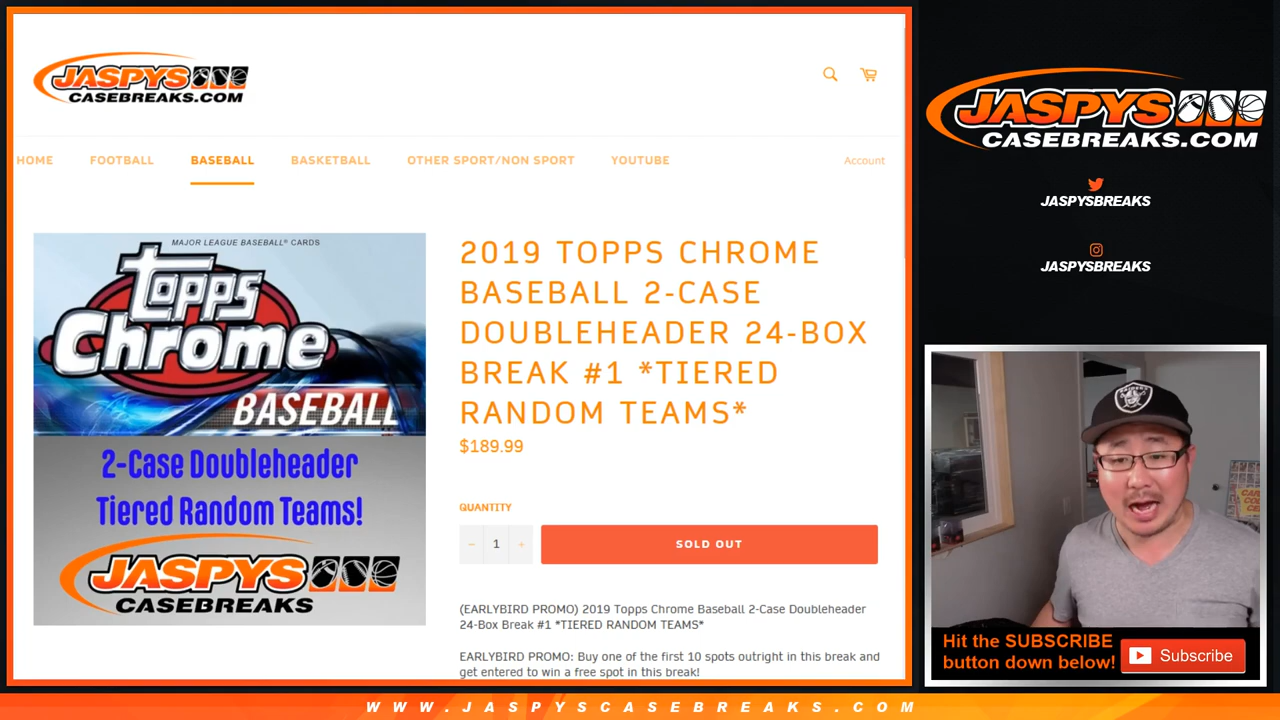 JASPYS
CASEBREAKS.COM
HOME FOOTBALL BASEBALL BASKETBALL OTHER SPORT/NON SPORT YOUTUBE Account
MAJOR LEAGUE BASEBALL® CARDS
Topps
Chrome
BASEBALL
2-Case Doubleheader
Tiered Random Teams!
JASPYS
CASEBREAKS.COM
2019 TOPPS CHROME
BASEBALL 2-CASE
DOUBLEHEADER 24-BOX
BREAK #1 *TIERED
RANDOM TEAMS*
$189.99
QUANTITY
− 1 +
SOLD OUT
(EARLYBIRD PROMO) 2019 Topps Chrome Baseball 2-Case Doubleheader
24-Box Break #1 *TIERED RANDOM TEAMS*
EARLYBIRD PROMO: Buy one of the first 10 spots outright in this break and
get entered to win a free spot in this break!
JASPYS
CASEBREAKS.COM
JASPYSBREAKS
JASPYSBREAKS
RAIDERS
Hit the SUBSCRIBE
button down below!
Subscribe
WWW.JASPYSCASEBREAKS.COM